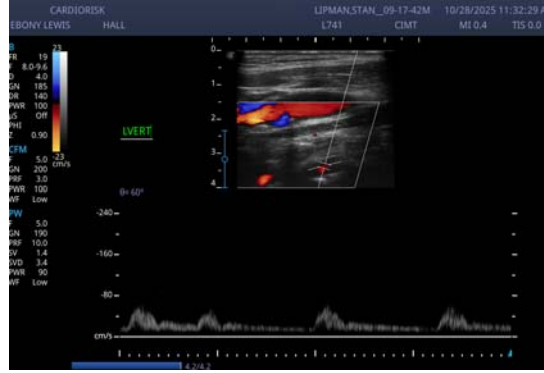 CARDIORISK LIPMAN,STAN__09-17-42M 10/28/2025 11:32:29 A
EBONY LEWIS HALL L741 CIMT MI 0.4 TIS 0.0
B
FR 19
F 8.0-9.6
D 4.0
GN 185
DR 140
PWR 100
µS Off
PHI
Z 0.90
CFM
F 5.0
GN 200
PRF 3.0
PWR 100
WF Low
PW
F 5.0
GN 190
PRF 10.0
SV 1.4
SVD 3.4
PWR 90
WF Low
23
-23
cm/s
LVERT
θ= 60°
0
1
2
3
4
-240
-160
-80
cm/s
4.2/4.2